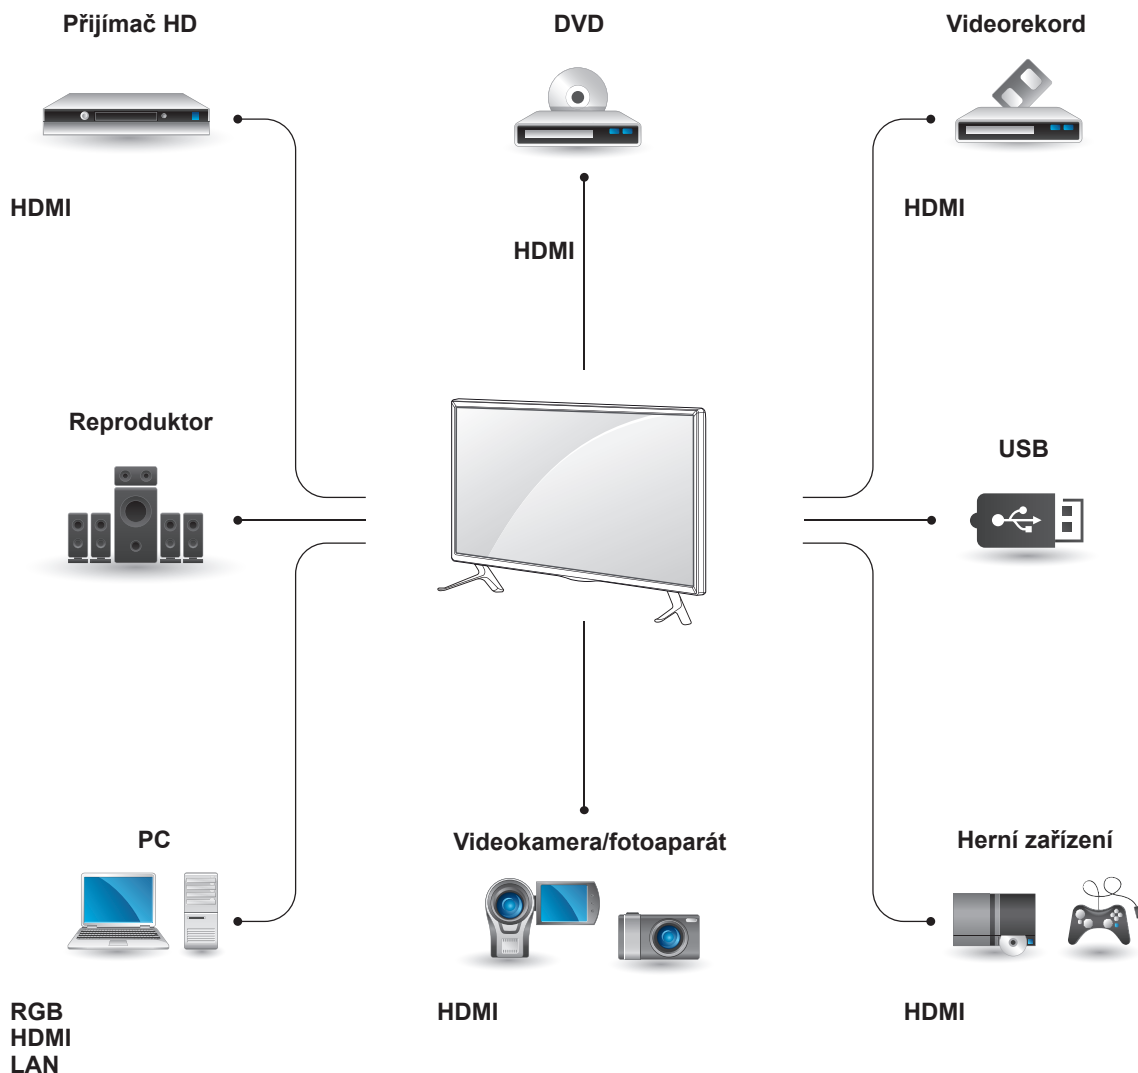 Přijímač HD
DVD
Videorekord
HDMI
HDMI
HDMI
Reproduktor
USB
PC
Videokamera/fotoaparát
Herní zařízení
RGB
HDMI
LAN
HDMI
HDMI